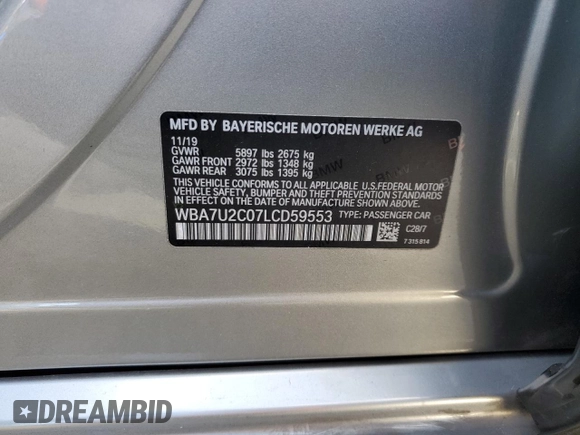 MFD BY BAYERISCHE MOTOREN WERKE AG
11/19
GVWR 5897 lbs 2675 kg
GAWR FRONT 2972 lbs 1348 kg
GAWR REAR 3075 lbs 1395 kg
THIS VEHICLE CONFORMS TO ALL APPLICABLE U.S.FEDERAL MOTOR
VEHICLE SAFETY, BUMPER AND THEFT PREVENTION STANDARDS
IN EFFECT ON THE DATE OF MANUFACTURE SHOWN ABOVE.
WBA7U2C07LCD59553 TYPE: PASSENGER CAR
C28/7
7 315 814
DREAMBID